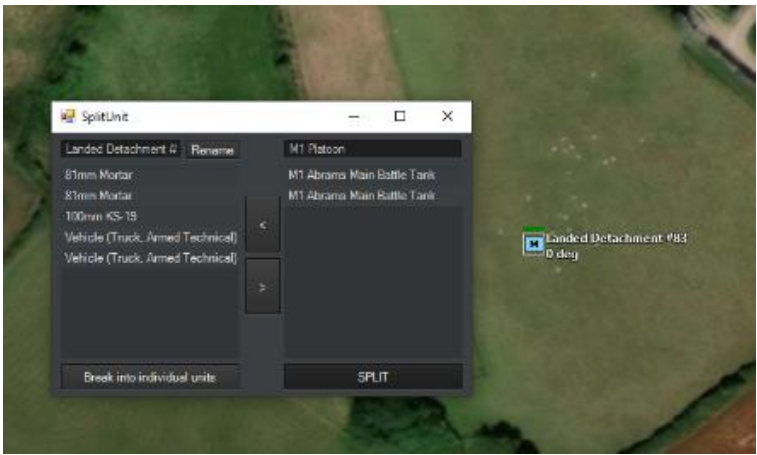 SplitUnit
Landed Detachment #
Rename
M1 Platoon
81mm Mortar
81mm Mortar
100mm KS-19
Vehicle (Truck, Armed Technical)
Vehicle (Truck, Armed Technical)
M1 Abrams Main Battle Tank
M1 Abrams Main Battle Tank
<
>
Break into individual units
SPLIT
M
Landed Detachment #83
0 deg